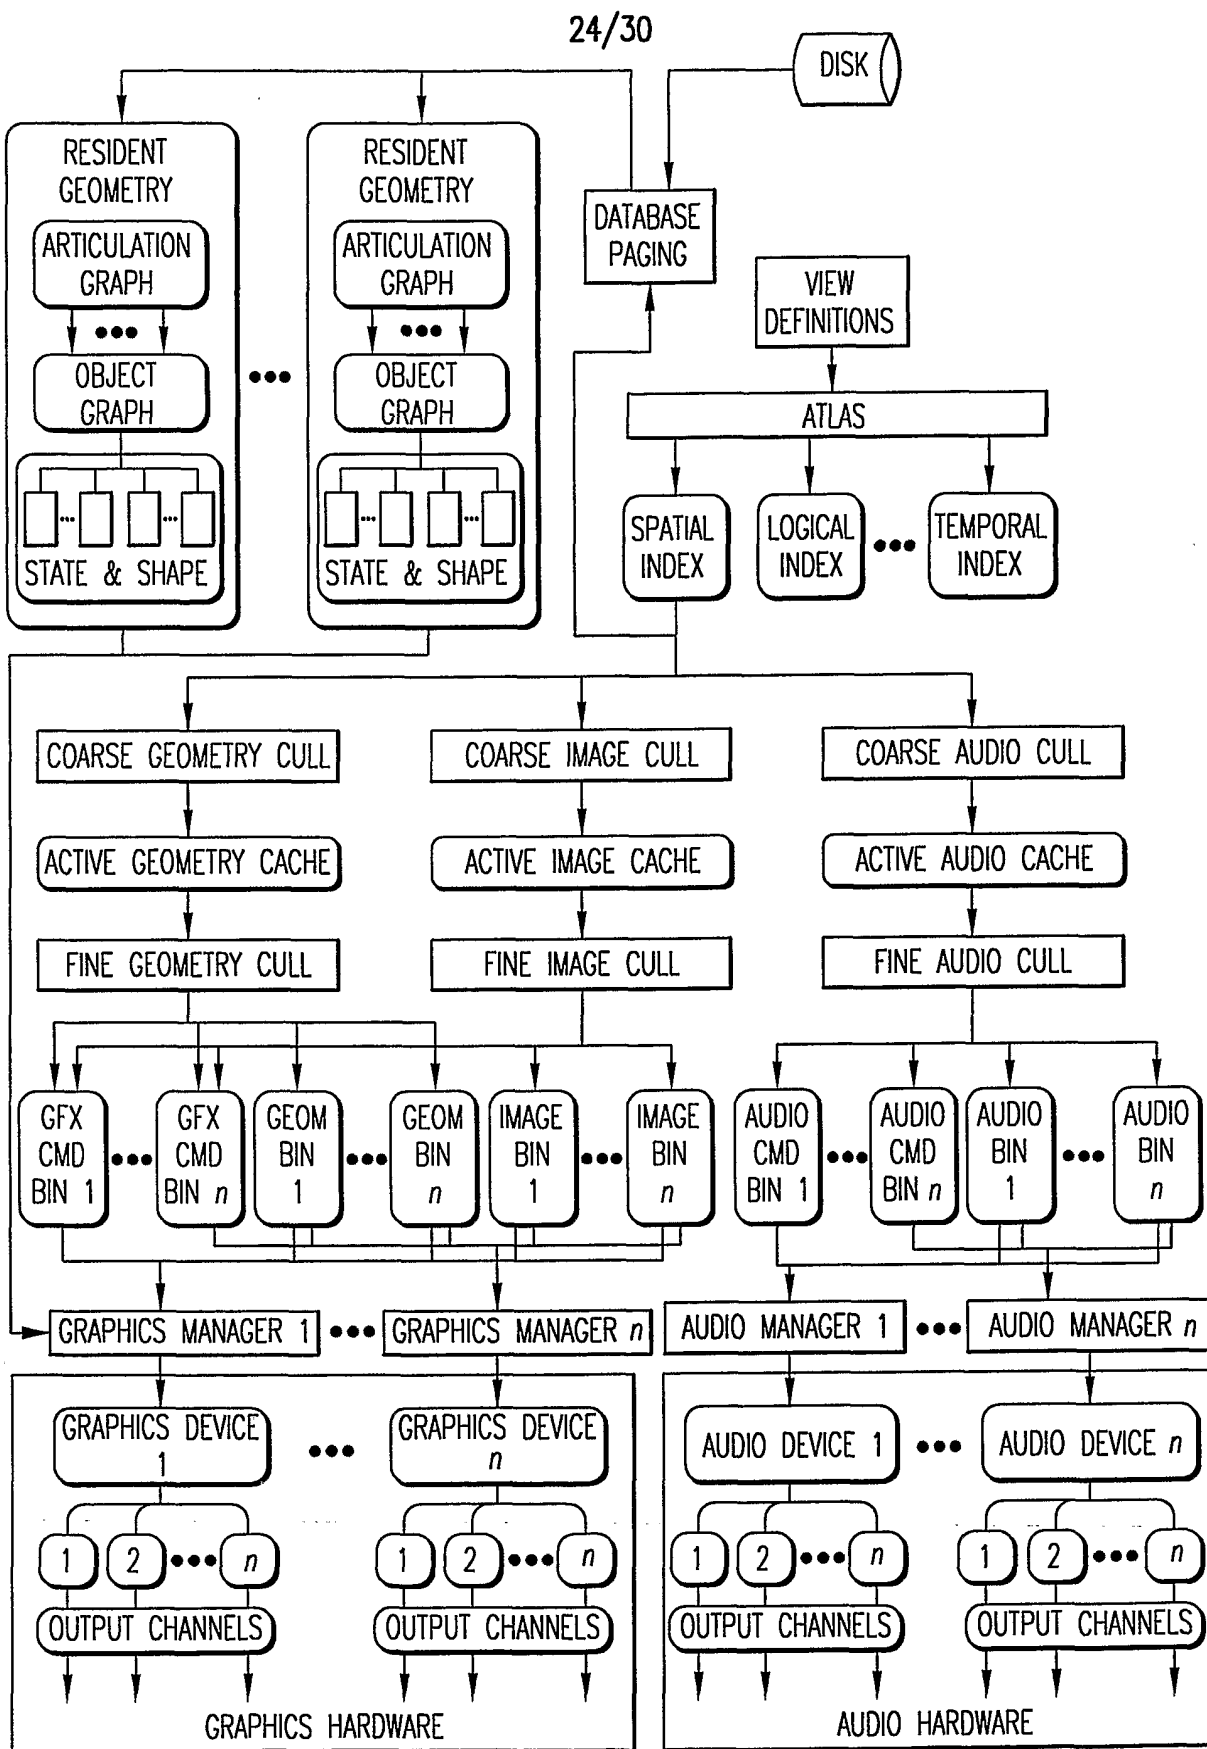 24/30
DISK
RESIDENT
GEOMETRY
ARTICULATION
GRAPH
OBJECT
GRAPH
STATE & SHAPE
RESIDENT
GEOMETRY
ARTICULATION
GRAPH
OBJECT
GRAPH
STATE & SHAPE
DATABASE
PAGING
VIEW
DEFINITIONS
ATLAS
SPATIAL
INDEX
LOGICAL
INDEX
TEMPORAL
INDEX
COARSE GEOMETRY CULL
COARSE IMAGE CULL
COARSE AUDIO CULL
ACTIVE GEOMETRY CACHE
ACTIVE IMAGE CACHE
ACTIVE AUDIO CACHE
FINE GEOMETRY CULL
FINE IMAGE CULL
FINE AUDIO CULL
GFX
CMD
BIN 1
GFX
CMD
BIN n
GEOM
BIN
1
GEOM
BIN
n
IMAGE
BIN
1
IMAGE
BIN
n
AUDIO
CMD
BIN 1
AUDIO
CMD
BIN n
AUDIO
BIN
1
AUDIO
BIN
n
GRAPHICS MANAGER 1
GRAPHICS MANAGER n
AUDIO MANAGER 1
AUDIO MANAGER n
GRAPHICS DEVICE
1
GRAPHICS DEVICE
n
AUDIO DEVICE 1
AUDIO DEVICE n
1 2 n
1 2 n
1 2 n
1 2 n
OUTPUT CHANNELS
OUTPUT CHANNELS
OUTPUT CHANNELS
OUTPUT CHANNELS
GRAPHICS HARDWARE
AUDIO HARDWARE